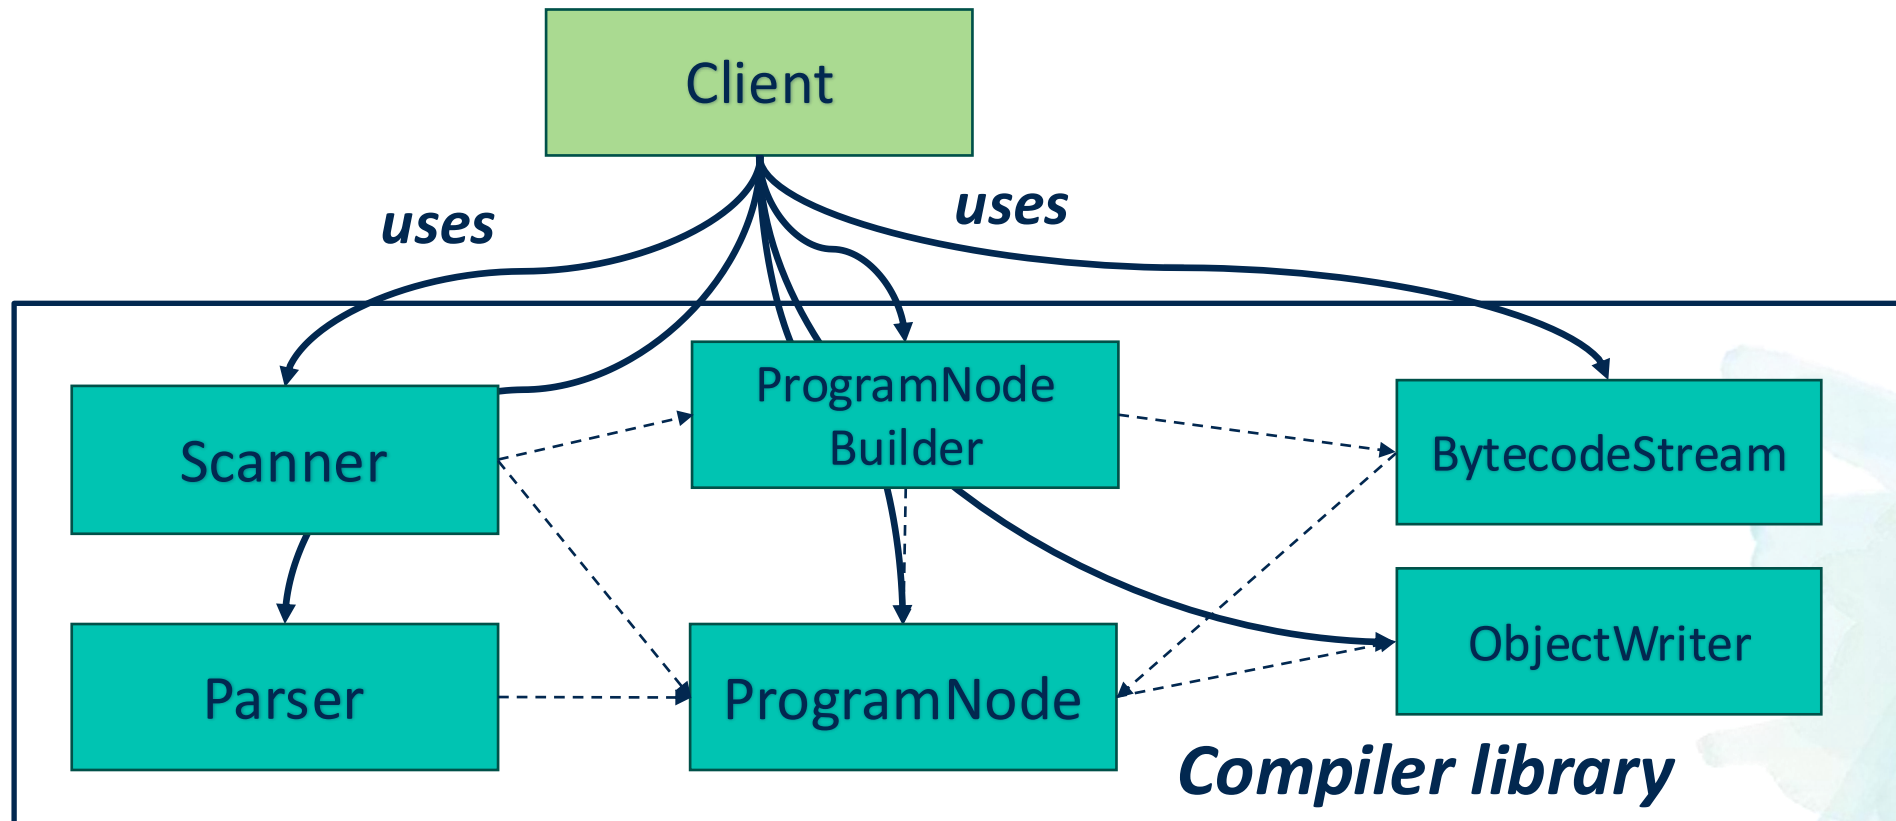 Client
uses
uses
ProgramNode
Builder
Scanner
BytecodeStream
ObjectWriter
Parser
ProgramNode
Compiler library